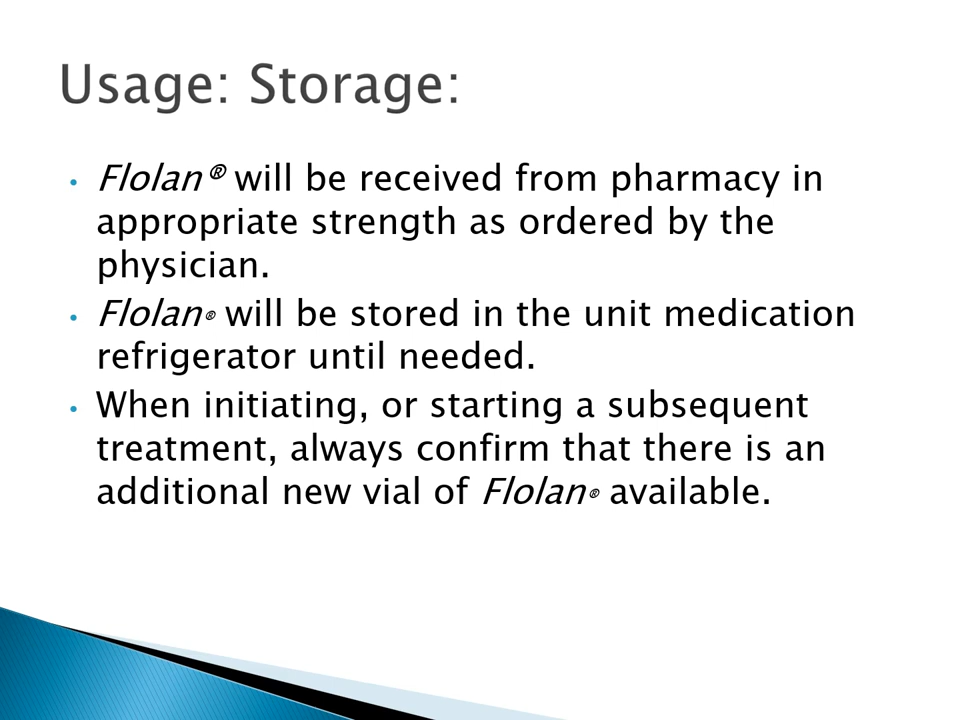 Usage: Storage:
• Flolan® will be received from pharmacy in
appropriate strength as ordered by the
physician.
• Flolan® will be stored in the unit medication
refrigerator until needed.
• When initiating, or starting a subsequent
treatment, always confirm that there is an
additional new vial of Flolan® available.